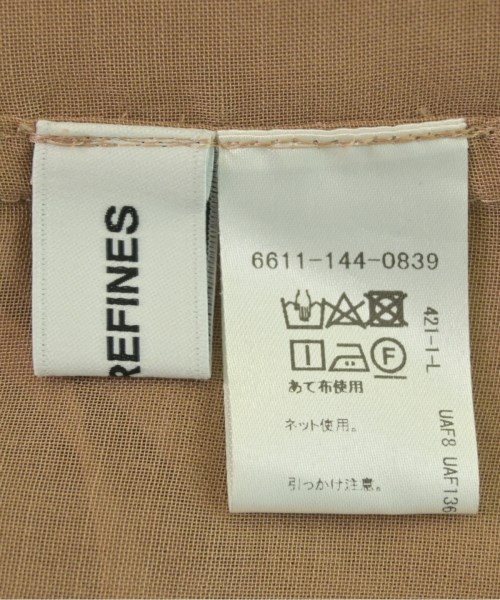 REFINES
6611-144-0839
F
あて布使用
ネット使用。
引っかけ注意。
421-1-L
UAF8 UAF136